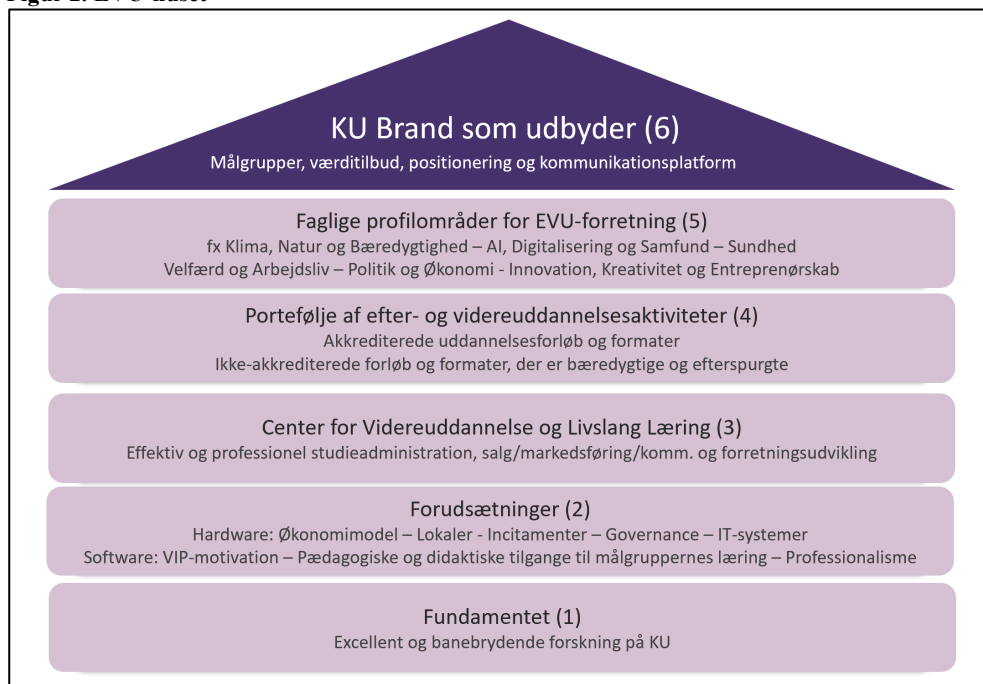 KU Brand som udbyder (6)
Målgrupper, værditilbud, positionering og kommunikationsplatform
Faglige profilområder for EVU-forretning (5)
fx Klima, Natur og Bæredygtighed – AI, Digitalisering og Samfund – Sundhed
Velfærd og Arbejdsliv – Politik og Økonomi - Innovation, Kreativitet og Entreprenørskab
Portefølje af efter- og videreuddannelsesaktiviteter (4)
Akkrediterede uddannelsesforløb og formater
Ikke-akkrediterede forløb og formater, der er bæredygtige og efterspurgte
Center for Videreuddannelse og Livslang Læring (3)
Effektiv og professionel studieadministration, salg/markedsføring/komm. og forretningsudvikling
Forudsætninger (2)
Hardware: Økonomimodel – Lokaler - Incitamenter – Governance – IT-systemer
Software: VIP-motivation – Pædagogiske og didaktiske tilgange til målgruppernes læring – Professionalisme
Fundamentet (1)
Excellent og banebrydende forskning på KU